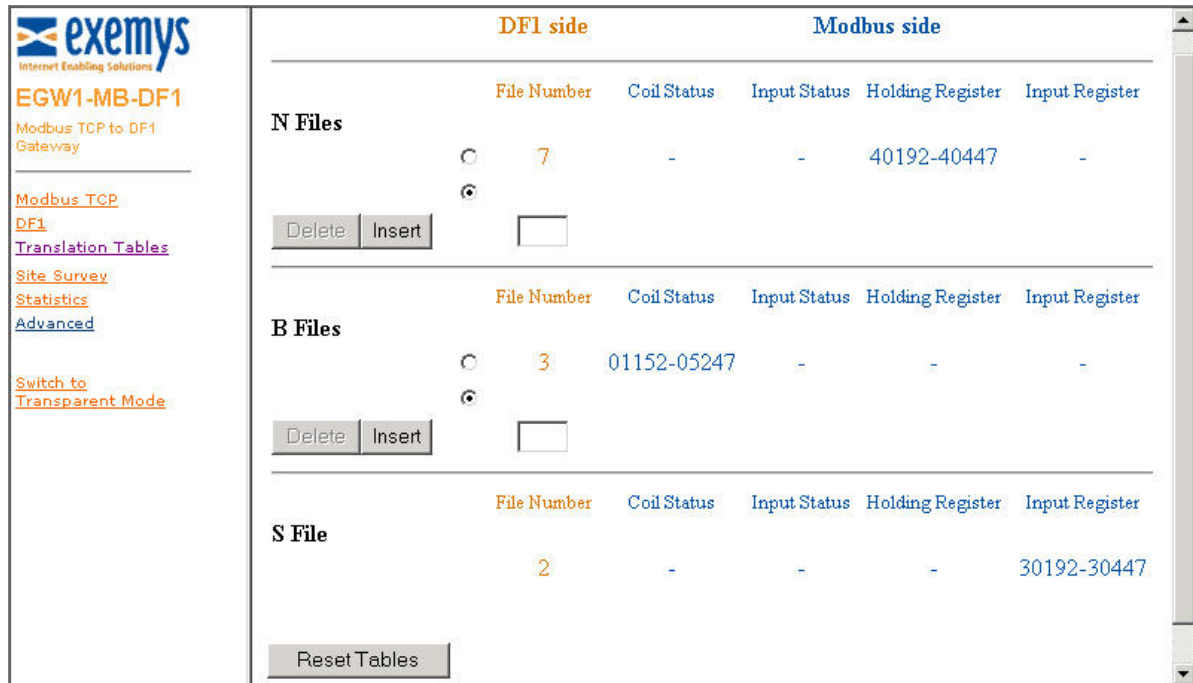 exemys
Internet Enabling Solutions
EGW1-MB-DF1
Modbus TCP to DF1
Gateway
Modbus TCP
DF1
Translation Tables
Site Survey
Statistics
Advanced
Switch to
Transparent Mode
DF1 side Modbus side
File Number Coil Status Input Status Holding Register Input Register
N Files
7 - - 40192-40447 -
Delete Insert
File Number Coil Status Input Status Holding Register Input Register
B Files
3 01152-05247 - - -
Delete Insert
File Number Coil Status Input Status Holding Register Input Register
S File
2 - - - 30192-30447
Reset Tables